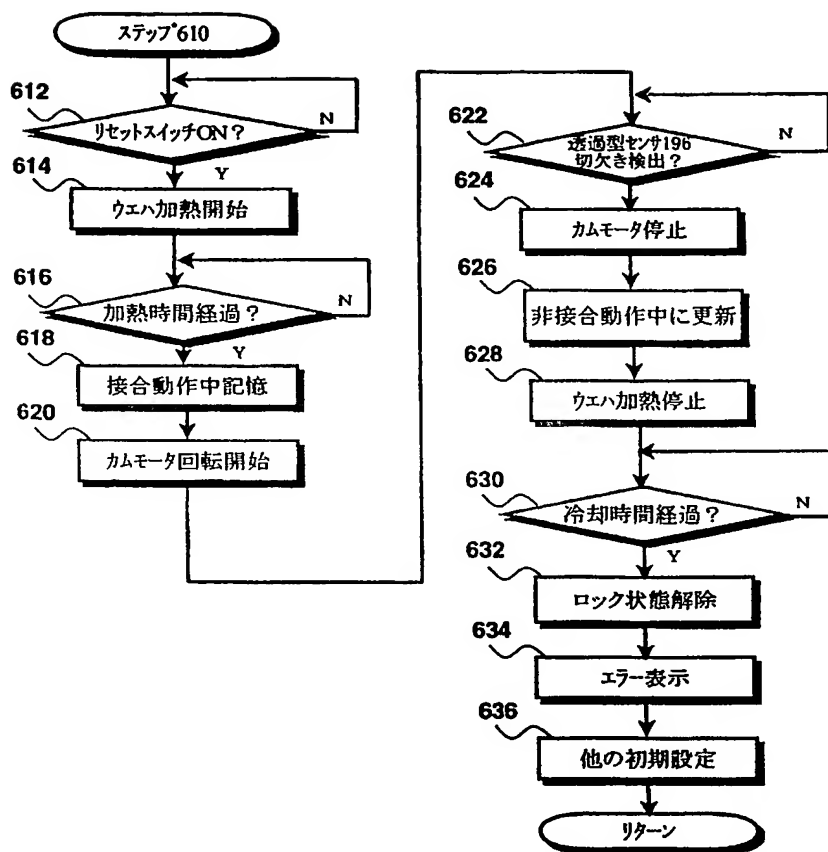 ステップ610
612
リセットスイッチON?
N
Y
614
ウエハ加熱開始
616
加熱時間経過?
N
Y
618
接合動作中記憶
620
カムモータ回転開始
622
透過型センサ196
切欠き検出?
N
624
カムモータ停止
626
非接合動作中に更新
628
ウエハ加熱停止
630
冷却時間経過?
N
Y
632
ロック状態解除
634
エラー表示
636
他の初期設定
リターン